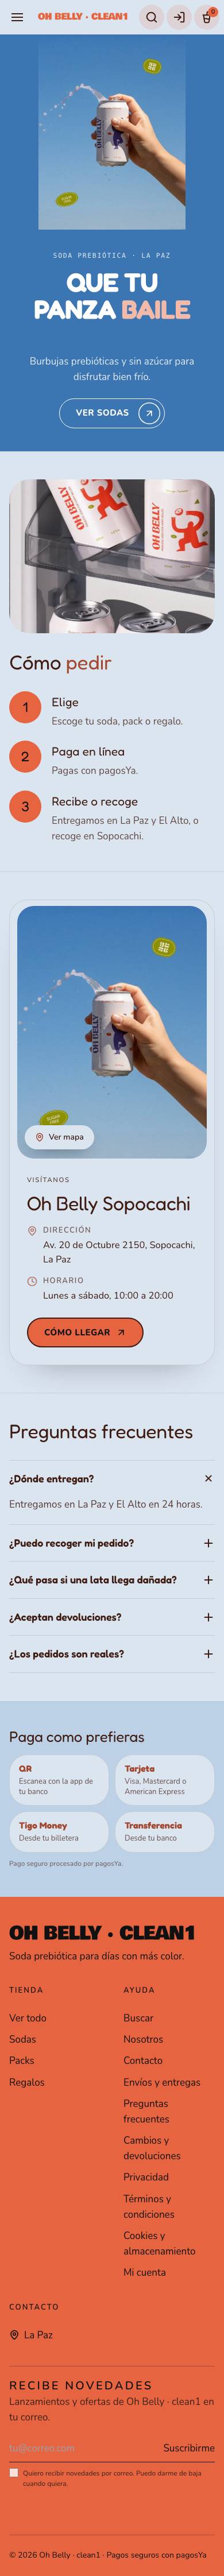 OH BELLY · CLEAN1
0
OH BELLY
SODA PREBIÓTICA · LA PAZ
QUE TU
PANZA BAILE
Burbujas prebióticas y sin azúcar para
disfrutar bien frío.
VER SODAS
OH BELLY
OH BELLY
Cómo pedir
1
Elige
Escoge tu soda, pack o regalo.
2
Paga en línea
Pagas con pagosYa.
3
Recibe o recoge
Entregamos en La Paz y El Alto, o
recoge en Sopocachi.
OH BELLY
Ver mapa
VISÍTANOS
Oh Belly Sopocachi
DIRECCIÓN
Av. 20 de Octubre 2150, Sopocachi,
La Paz
HORARIO
Lunes a sábado, 10:00 a 20:00
CÓMO LLEGAR
Preguntas frecuentes
¿Dónde entregan?
Entregamos en La Paz y El Alto en 24 horas.
¿Puedo recoger mi pedido?
¿Qué pasa si una lata llega dañada?
¿Aceptan devoluciones?
¿Los pedidos son reales?
Paga como prefieras
QR
Escanea con la app de
tu banco
Tarjeta
Visa, Mastercard o
American Express
Tigo Money
Desde tu billetera
Transferencia
Desde tu banco
Pago seguro procesado por pagosYa.
OH BELLY · CLEAN1
Soda prebiótica para días con más color.
TIENDA
Ver todo
Sodas
Packs
Regalos
AYUDA
Buscar
Nosotros
Contacto
Envíos y entregas
Preguntas
frecuentes
Cambios y
devoluciones
Privacidad
Términos y
condiciones
Cookies y
almacenamiento
Mi cuenta
CONTACTO
La Paz
RECIBE NOVEDADES
Lanzamientos y ofertas de Oh Belly · clean1 en
tu correo.
tu@correo.com
Suscribirme
Quiero recibir novedades por correo. Puedo darme de baja
cuando quiera.
© 2026 Oh Belly · clean1 · Pagos seguros con pagosYa